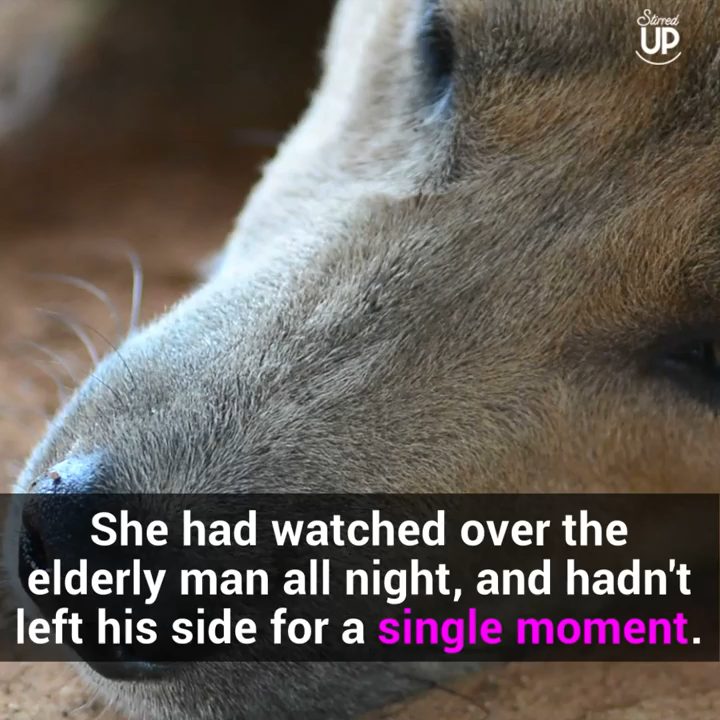 Stirred
UP
She had watched over the
elderly man all night, and hadn't
left his side for a single moment.